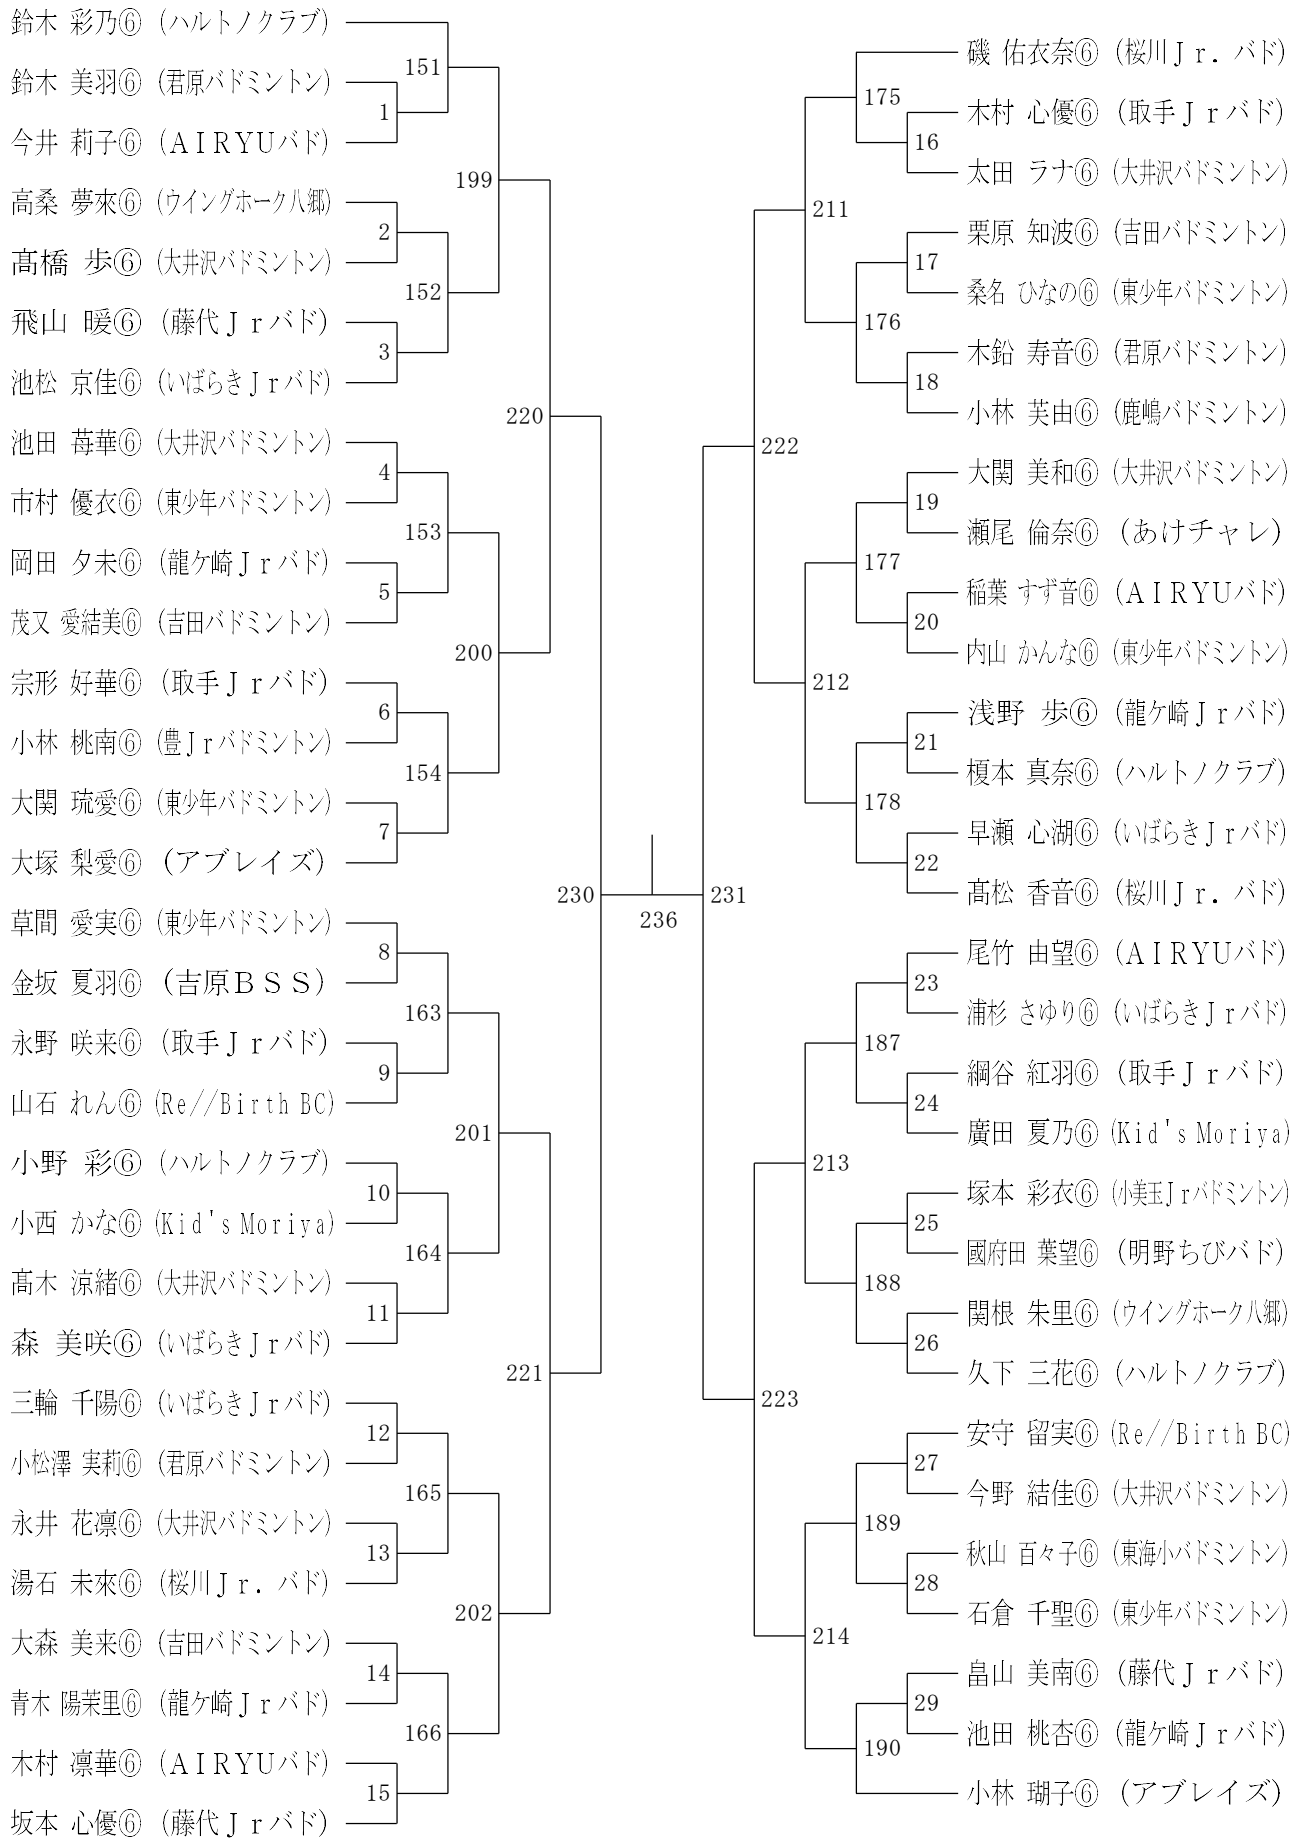 鈴木 彩乃⑥ (ハルトノクラブ)
鈴木 美羽⑥ (君原バドミントン)
今井 莉子⑥ (ＡＩＲＹＵバド)
高桑 夢來⑥ (ウイングホーク八郷)
髙橋 歩⑥ (大井沢バドミントン)
飛山 暖⑥ (藤代Ｊｒバド)
池松 京佳⑥ (いばらきＪｒバド)
池田 苺華⑥ (大井沢バドミントン)
市村 優衣⑥ (東少年バドミントン)
岡田 夕未⑥ (龍ケ崎Ｊｒバド)
茂又 愛結美⑥ (吉田バドミントン)
宗形 好華⑥ (取手Ｊｒバド)
小林 桃南⑥ (豊Ｊｒバドミントン)
大関 琉愛⑥ (東少年バドミントン)
大塚 梨愛⑥ (アブレイズ)
草間 愛実⑥ (東少年バドミントン)
金坂 夏羽⑥ (吉原ＢＳＳ)
永野 咲来⑥ (取手Ｊｒバド)
山石 れん⑥ (Re//Birth BC)
小野 彩⑥ (ハルトノクラブ)
小西 かな⑥ (Kid's Moriya)
髙木 涼緒⑥ (大井沢バドミントン)
森 美咲⑥ (いばらきＪｒバド)
三輪 千陽⑥ (いばらきＪｒバド)
小松澤 実莉⑥ (君原バドミントン)
永井 花凛⑥ (大井沢バドミントン)
湯石 未來⑥ (桜川Ｊｒ．バド)
大森 美来⑥ (吉田バドミントン)
青木 陽茉里⑥ (龍ケ崎Ｊｒバド)
木村 凛華⑥ (ＡＩＲＹＵバド)
坂本 心優⑥ (藤代Ｊｒバド)
1
2
3
4
5
6
7
8
9
10
11
12
13
14
15
151
152
153
154
163
164
165
166
199
200
201
202
220
221
230
236
231
222
223
211
212
213
214
175
176
177
178
187
188
189
190
16
17
18
19
20
21
22
23
24
25
26
27
28
29
磯 佑衣奈⑥ (桜川Ｊｒ．バド)
木村 心優⑥ (取手Ｊｒバド)
太田 ラナ⑥ (大井沢バドミントン)
栗原 知波⑥ (吉田バドミントン)
桑名 ひなの⑥ (東少年バドミントン)
木鉛 寿音⑥ (君原バドミントン)
小林 芙由⑥ (鹿嶋バドミントン)
大関 美和⑥ (大井沢バドミントン)
瀬尾 倫奈⑥ (あけチャレ)
稲葉 すず音⑥ (ＡＩＲＹＵバド)
内山 かんな⑥ (東少年バドミントン)
浅野 歩⑥ (龍ケ崎Ｊｒバド)
榎本 真奈⑥ (ハルトノクラブ)
早瀬 心湖⑥ (いばらきＪｒバド)
髙松 香音⑥ (桜川Ｊｒ．バド)
尾竹 由望⑥ (ＡＩＲＹＵバド)
浦杉 さゆり⑥ (いばらきＪｒバド)
綱谷 紅羽⑥ (取手Ｊｒバド)
廣田 夏乃⑥ (Kid's Moriya)
塚本 彩衣⑥ (小美玉Ｊｒバドミントン)
國府田 葉望⑥ (明野ちびバド)
関根 朱里⑥ (ウイングホーク八郷)
久下 三花⑥ (ハルトノクラブ)
安守 留実⑥ (Re//Birth BC)
今野 結佳⑥ (大井沢バドミントン)
秋山 百々子⑥ (東海小バドミントン)
石倉 千聖⑥ (東少年バドミントン)
畠山 美南⑥ (藤代Ｊｒバド)
池田 桃杏⑥ (龍ケ崎Ｊｒバド)
小林 瑚子⑥ (アブレイズ)